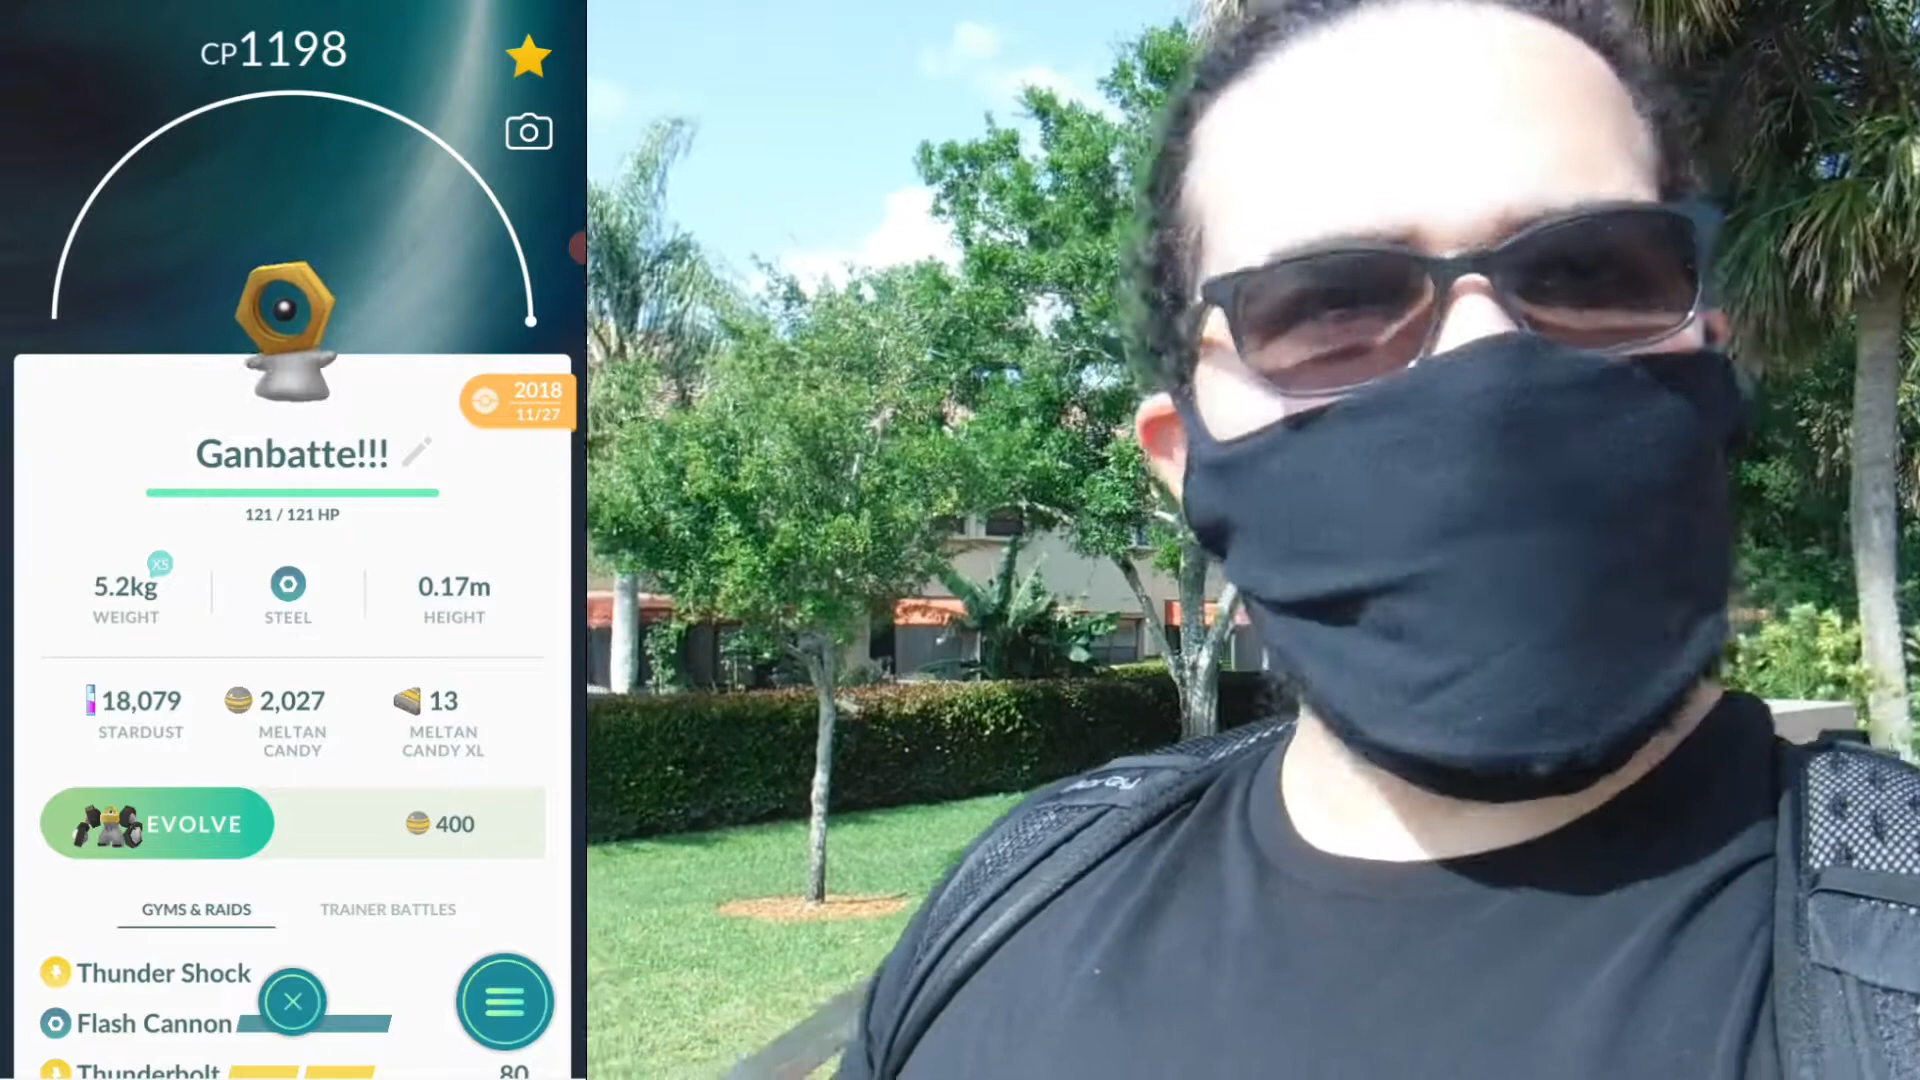 CP1198
2018
11/27
Ganbatte!!!
121 / 121 HP
XS
5.2kg
WEIGHT
STEEL
0.17m
HEIGHT
18,079
STARDUST
2,027
MELTAN
CANDY
13
MELTAN
CANDY XL
EVOLVE
400
GYMS & RAIDS
TRAINER BATTLES
Thunder Shock
Flash Cannon
Thunderbolt
80